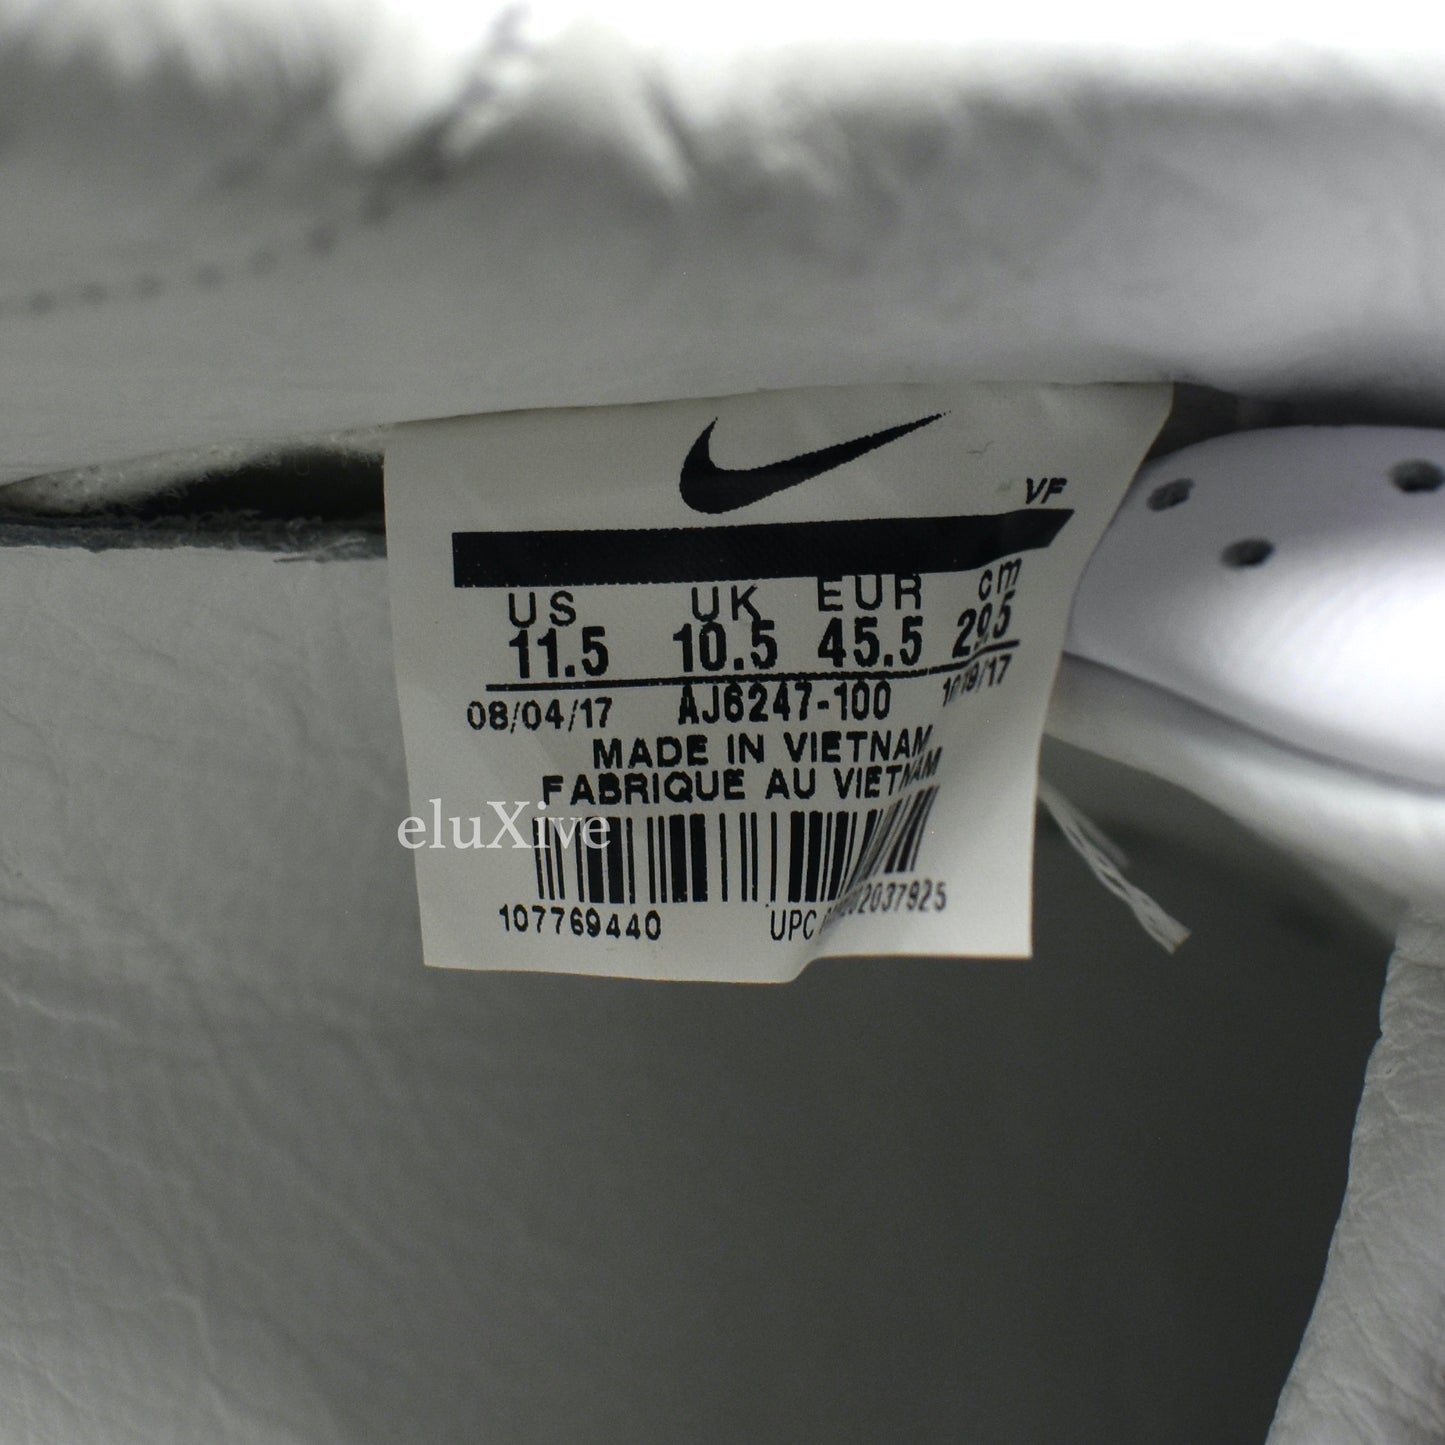 VF
US UK EUR cm
11.5 10.5 45.5 29.5
08/04/17 AJ6247-100
MADE IN VIETNAM
FABRIQUE AU VIETNAM
eluXive
107769440 UPC